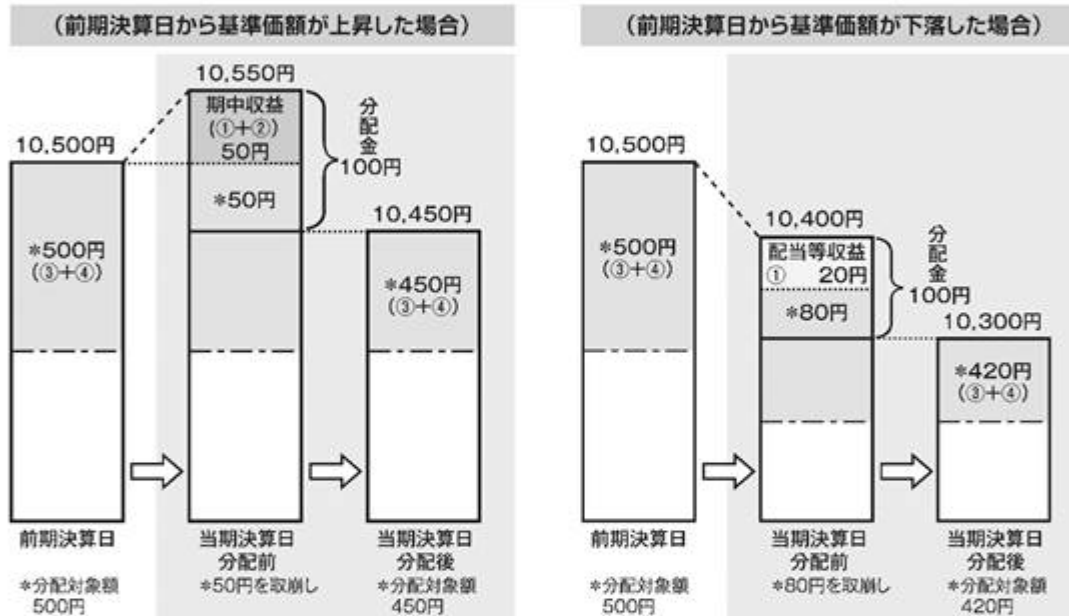 (前期決算日から基準価額が上昇した場合)
10,550円
期中収益
(①+②)
50円
*50円
分配金
100円
10,500円
*500円
(③+④)
10,450円
*450円
(③+④)
前期決算日
当期決算日
分配前
当期決算日
分配後
*分配対象額
500円
*50円を取崩し
*分配対象額
450円
(前期決算日から基準価額が下落した場合)
10,500円
*500円
(③+④)
10,400円
配当等収益
① 20円
*80円
分配金
100円
10,300円
*420円
(③+④)
前期決算日
当期決算日
分配前
当期決算日
分配後
*分配対象額
500円
*80円を取崩し
*分配対象額
420円